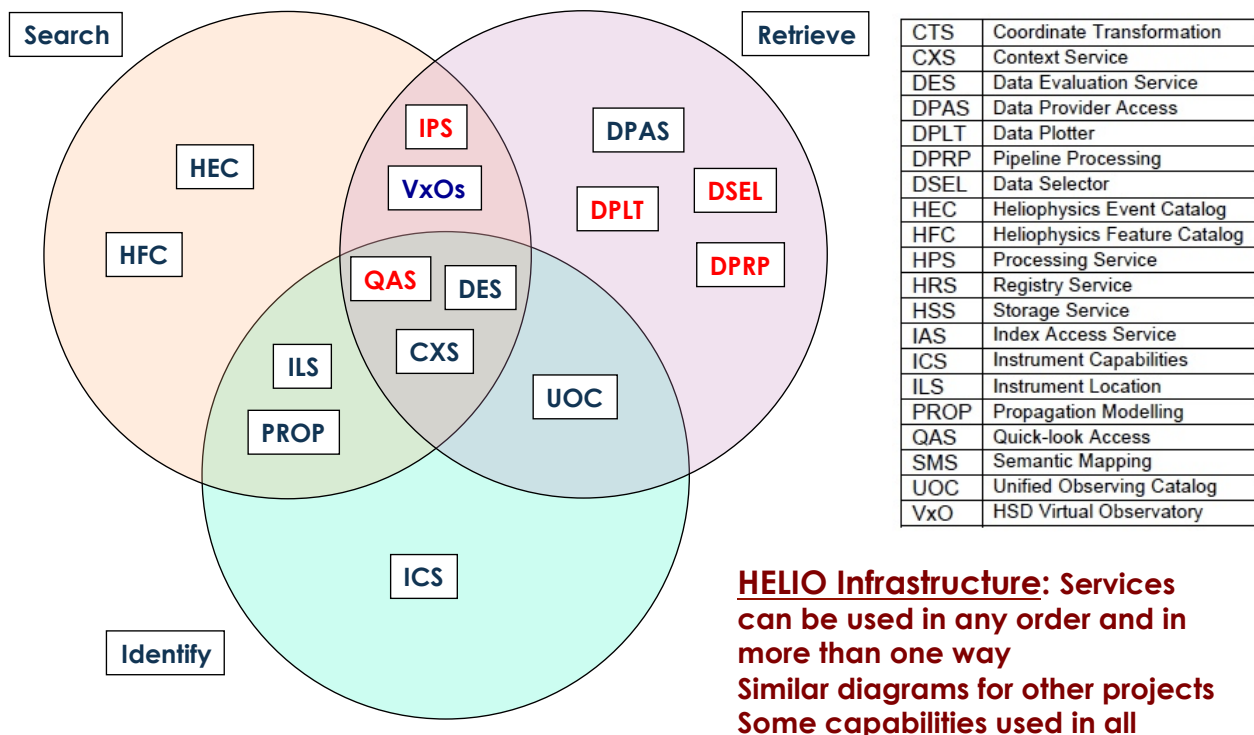 Search
Retrieve
IPS
VxOs
HEC
HFC
DPAS
DPLT
DSEL
DPRP
QAS
DES
CXS
ILS
PROP
UOC
ICS
Identify
CTS Coordinate Transformation
CXS Context Service
DES Data Evaluation Service
DPAS Data Provider Access
DPLT Data Plotter
DPRP Pipeline Processing
DSEL Data Selector
HEC Heliophysics Event Catalog
HFC Heliophysics Feature Catalog
HPS Processing Service
HRS Registry Service
HSS Storage Service
IAS Index Access Service
ICS Instrument Capabilities
ILS Instrument Location
PROP Propagation Modelling
QAS Quick-look Access
SMS Semantic Mapping
UOC Unified Observing Catalog
VxO HSD Virtual Observatory
HELIO Infrastructure: Services
can be used in any order and in
more than one way
Similar diagrams for other projects
Some capabilities used in all